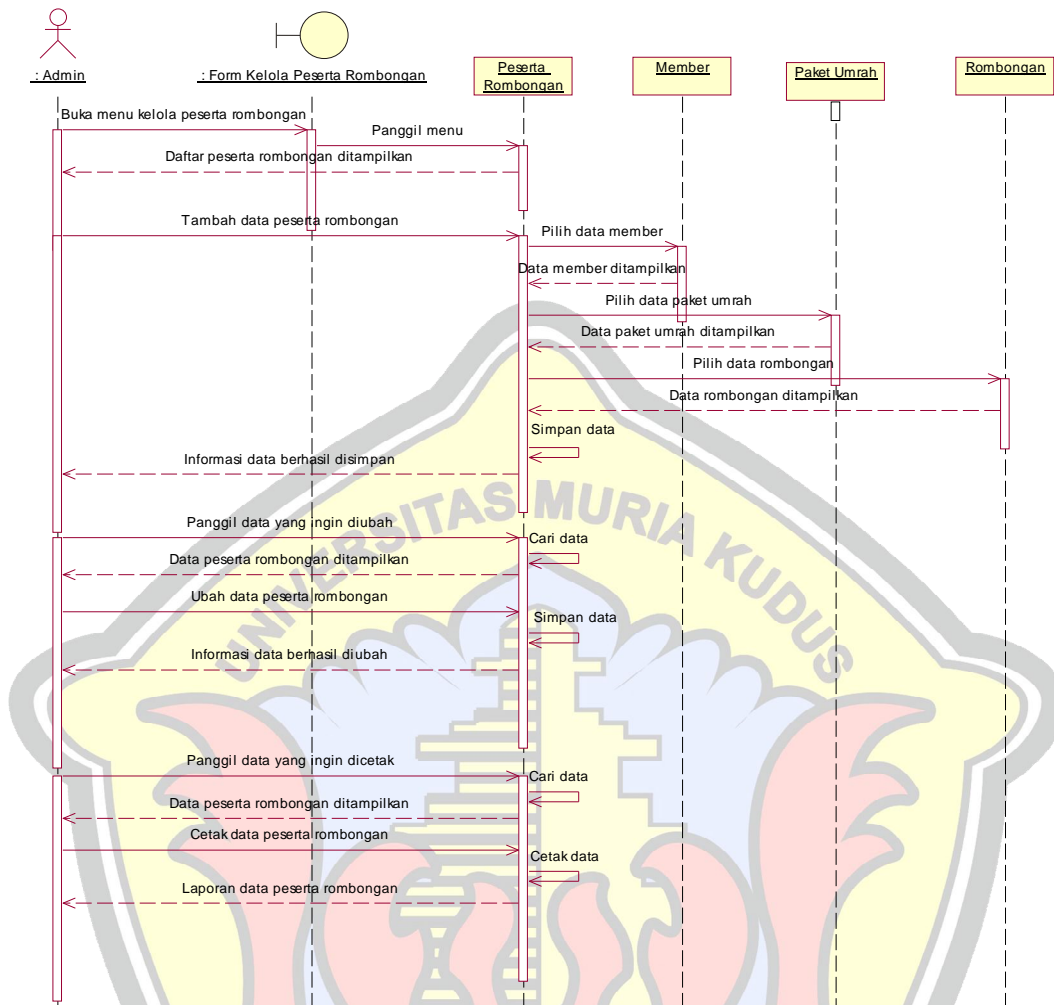 : Admin
: Form Kelola Peserta Rombongan
Peserta
Rombongan
Member
Paket Umrah
Rombongan
Buka menu kelola peserta rombongan
Panggil menu
Daftar peserta rombongan ditampilkan
Tambah data peserta rombongan
Pilih data member
Data member ditampilkan
Pilih data paket umrah
Data paket umrah ditampilkan
Pilih data rombongan
Data rombongan ditampilkan
Simpan data
Informasi data berhasil disimpan
Panggil data yang ingin diubah
Cari data
Data peserta rombongan ditampilkan
Ubah data peserta rombongan
Simpan data
Informasi data berhasil diubah
Panggil data yang ingin dicetak
Cari data
Data peserta rombongan ditampilkan
Cetak data peserta rombongan
Cetak data
Laporan data peserta rombongan
UNIVERSITAS MURIA KUDUS